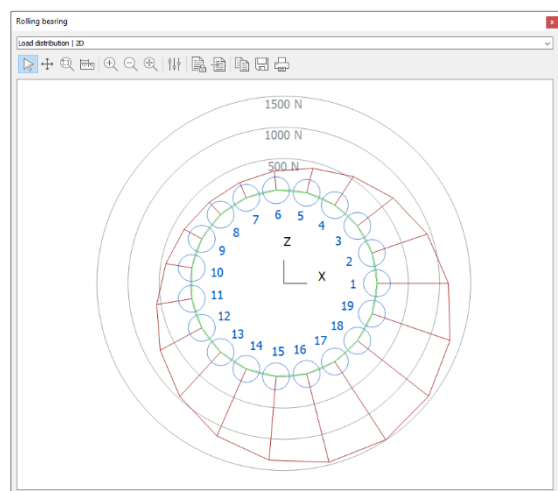 Rolling bearing
x
Load distribution | 2D
1500 N
1000 N
500 N
6 5
7 4
8 3
9 Z 2
10 X 1
11 19
12 18
13 17
14 15 16